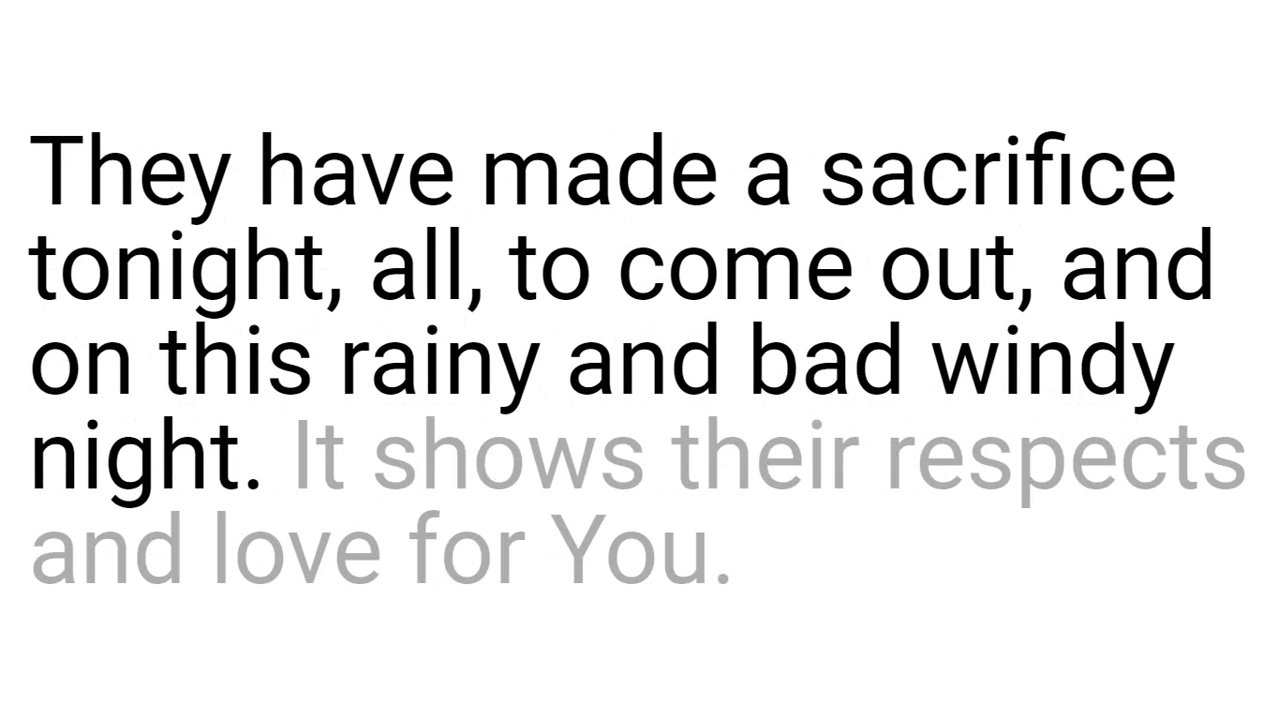 They have made a sacrifice
tonight, all, to come out, and
on this rainy and bad windy
night. It shows their respects
and love for You.